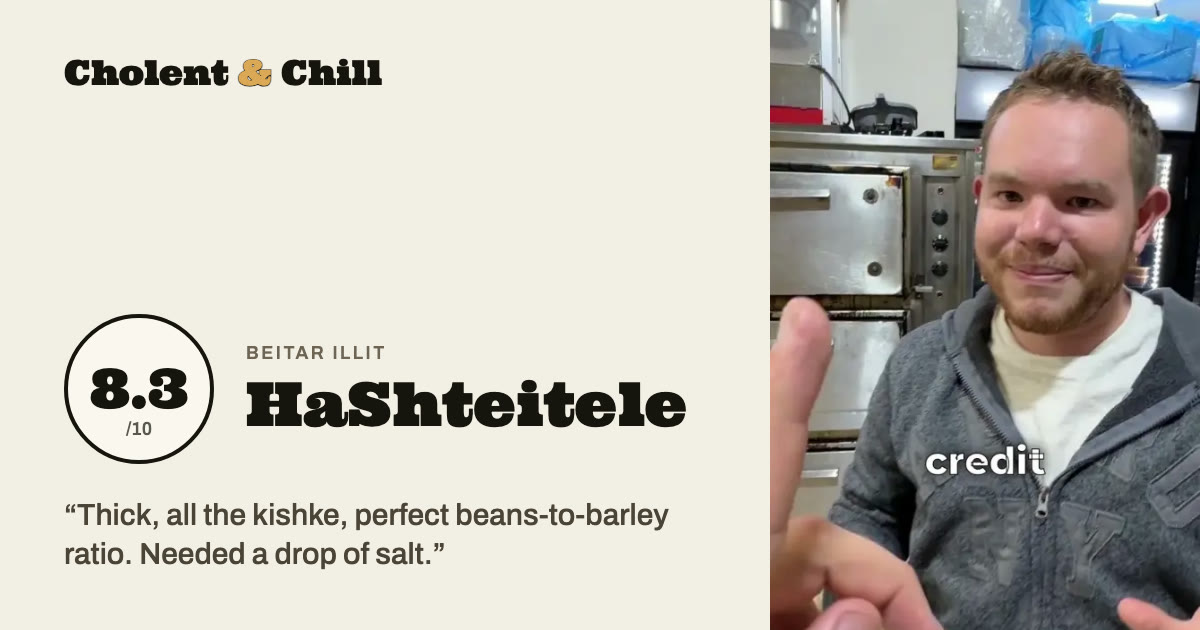 Cholent & Chill
8.3
/10
BEITAR ILLIT
HaShteitele
“Thick, all the kishke, perfect beans-to-barley
ratio. Needed a drop of salt.”
credit